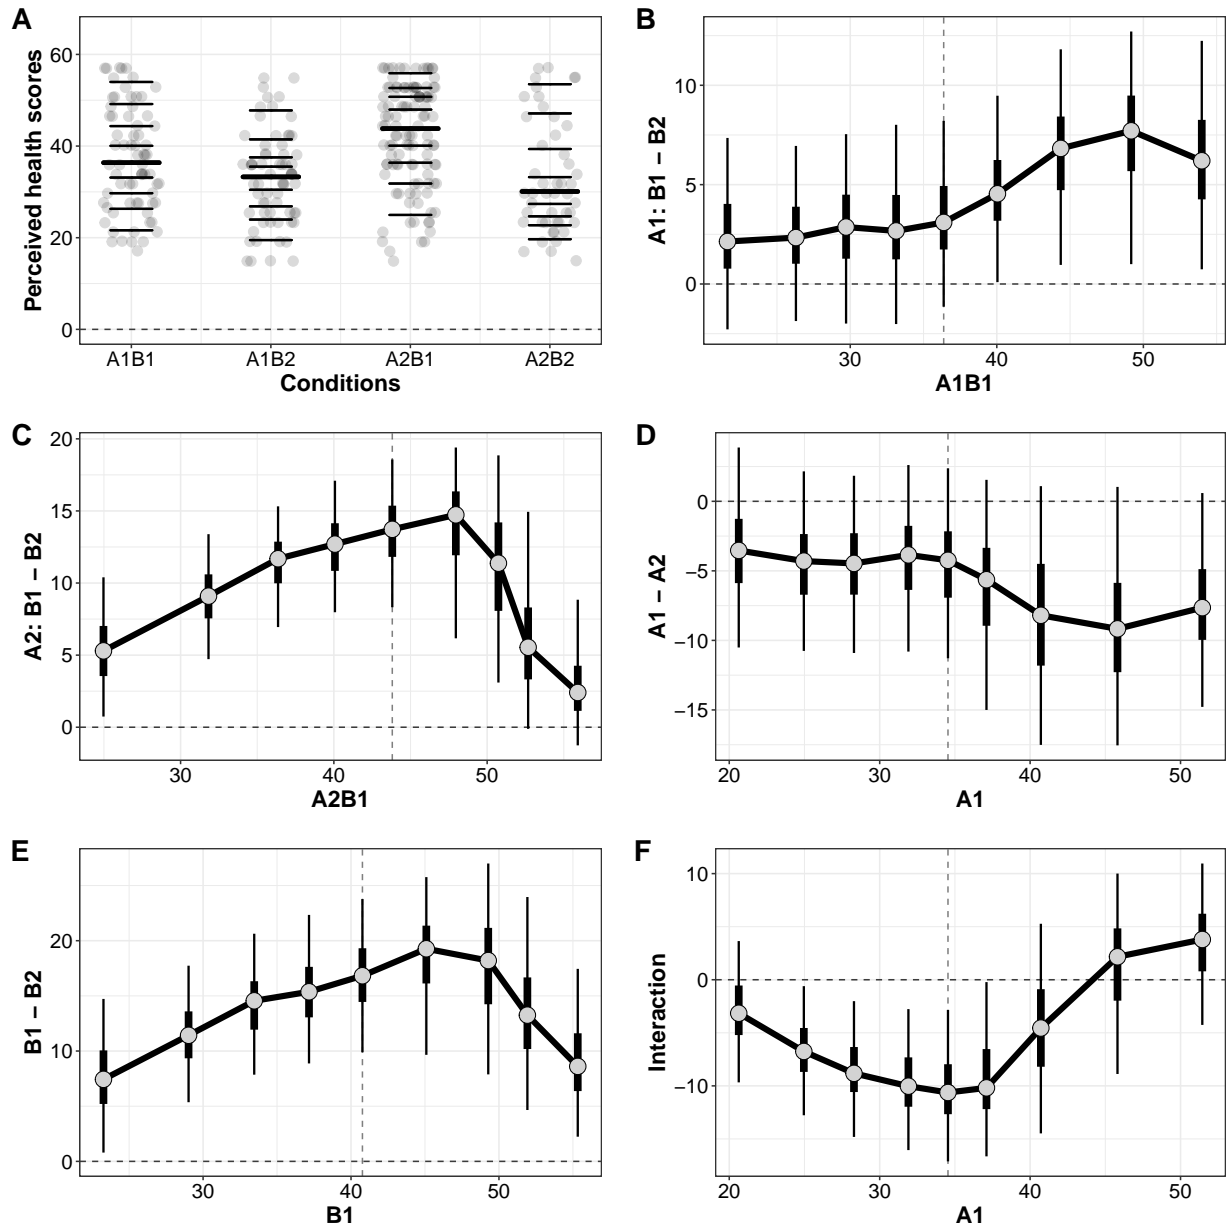 A
Perceived health scores
60
40
20
0
A1B1 A1B2 A2B1 A2B2
Conditions
B
A1: B1 − B2
10
5
0
30 40 50
A1B1
C
A2: B1 − B2
20
15
10
5
0
30 40 50
A2B1
D
A1 − A2
0
−5
−10
−15
20 30 40 50
A1
E
B1 − B2
20
10
0
30 40 50
B1
F
Interaction
10
0
−10
20 30 40 50
A1